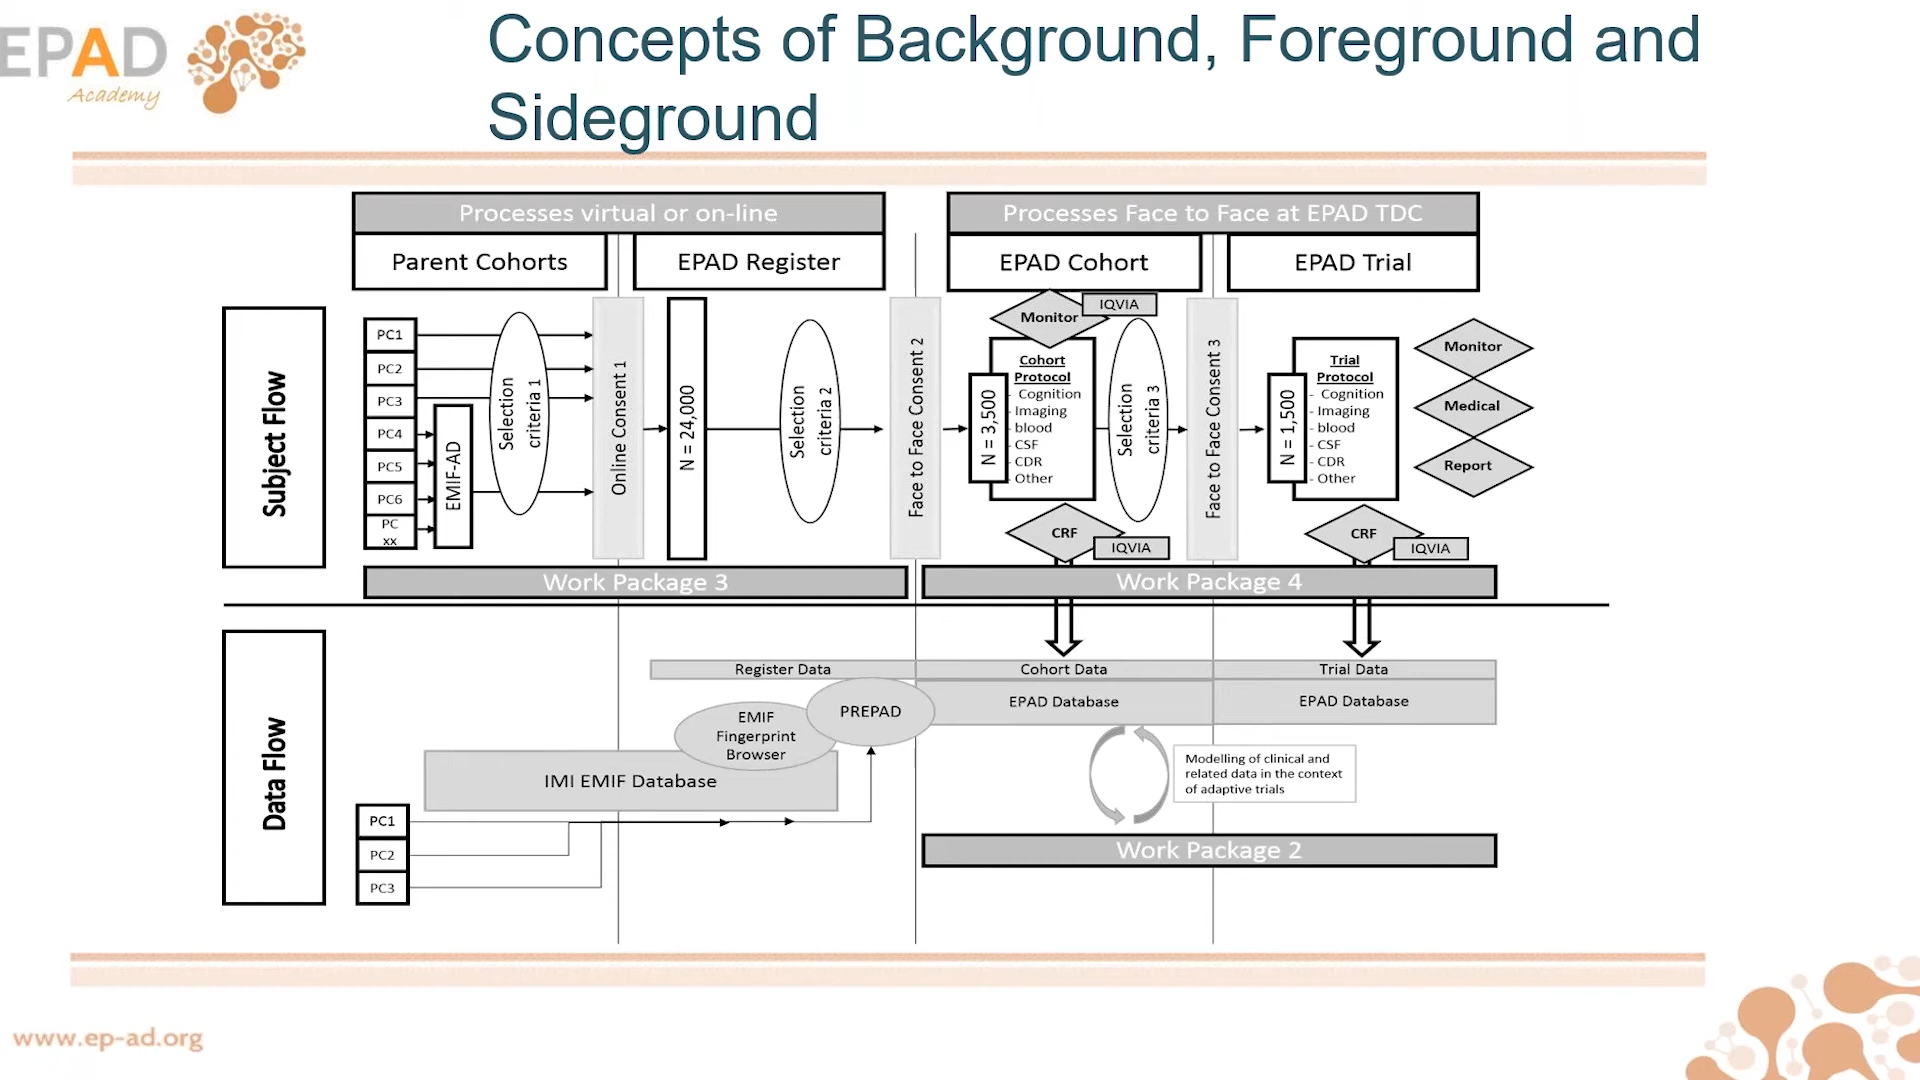 EPAD
Academy
Concepts of Background, Foreground and
Sideground
Processes virtual or on-line
Processes Face to Face at EPAD TDC
Parent Cohorts
EPAD Register
EPAD Cohort
EPAD Trial
Subject Flow
PC1
PC2
PC3
PC4
PC5
PC6
PC
xx
EMIF-AD
Selection
criteria 1
Online Consent 1
N = 24,000
Selection
criteria 2
Face to Face Consent 2
Monitor
IQVIA
N = 3,500
Cohort
Protocol
- Cognition
- Imaging
- blood
- CSF
- CDR
- Other
CRF
IQVIA
Selection
criteria 3
Face to Face Consent 3
N = 1,500
Trial
Protocol
- Cognition
- Imaging
- blood
- CSF
- CDR
- Other
CRF
IQVIA
Monitor
Medical
Report
Work Package 3
Work Package 4
Data Flow
Register Data
Cohort Data
Trial Data
EPAD Database
EPAD Database
PREPAD
EMIF
Fingerprint
Browser
IMI EMIF Database
Modelling of clinical and
related data in the context
of adaptive trials
PC1
PC2
PC3
Work Package 2
www.ep-ad.org